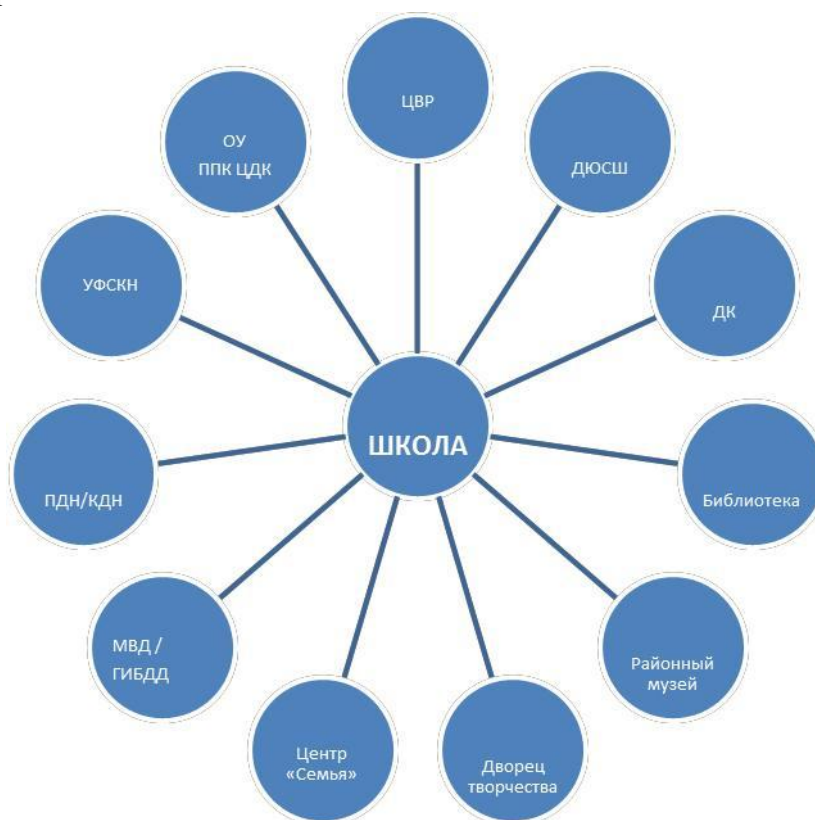 ЦВР
ДЮСШ
ДК
Библиотека
Районный
музей
Дворец
творчества
Центр
«Семья»
МВД /
ГИБДД
ПДН/КДН
УФСКН
ОУ
ППК ЦДК
ШКОЛА